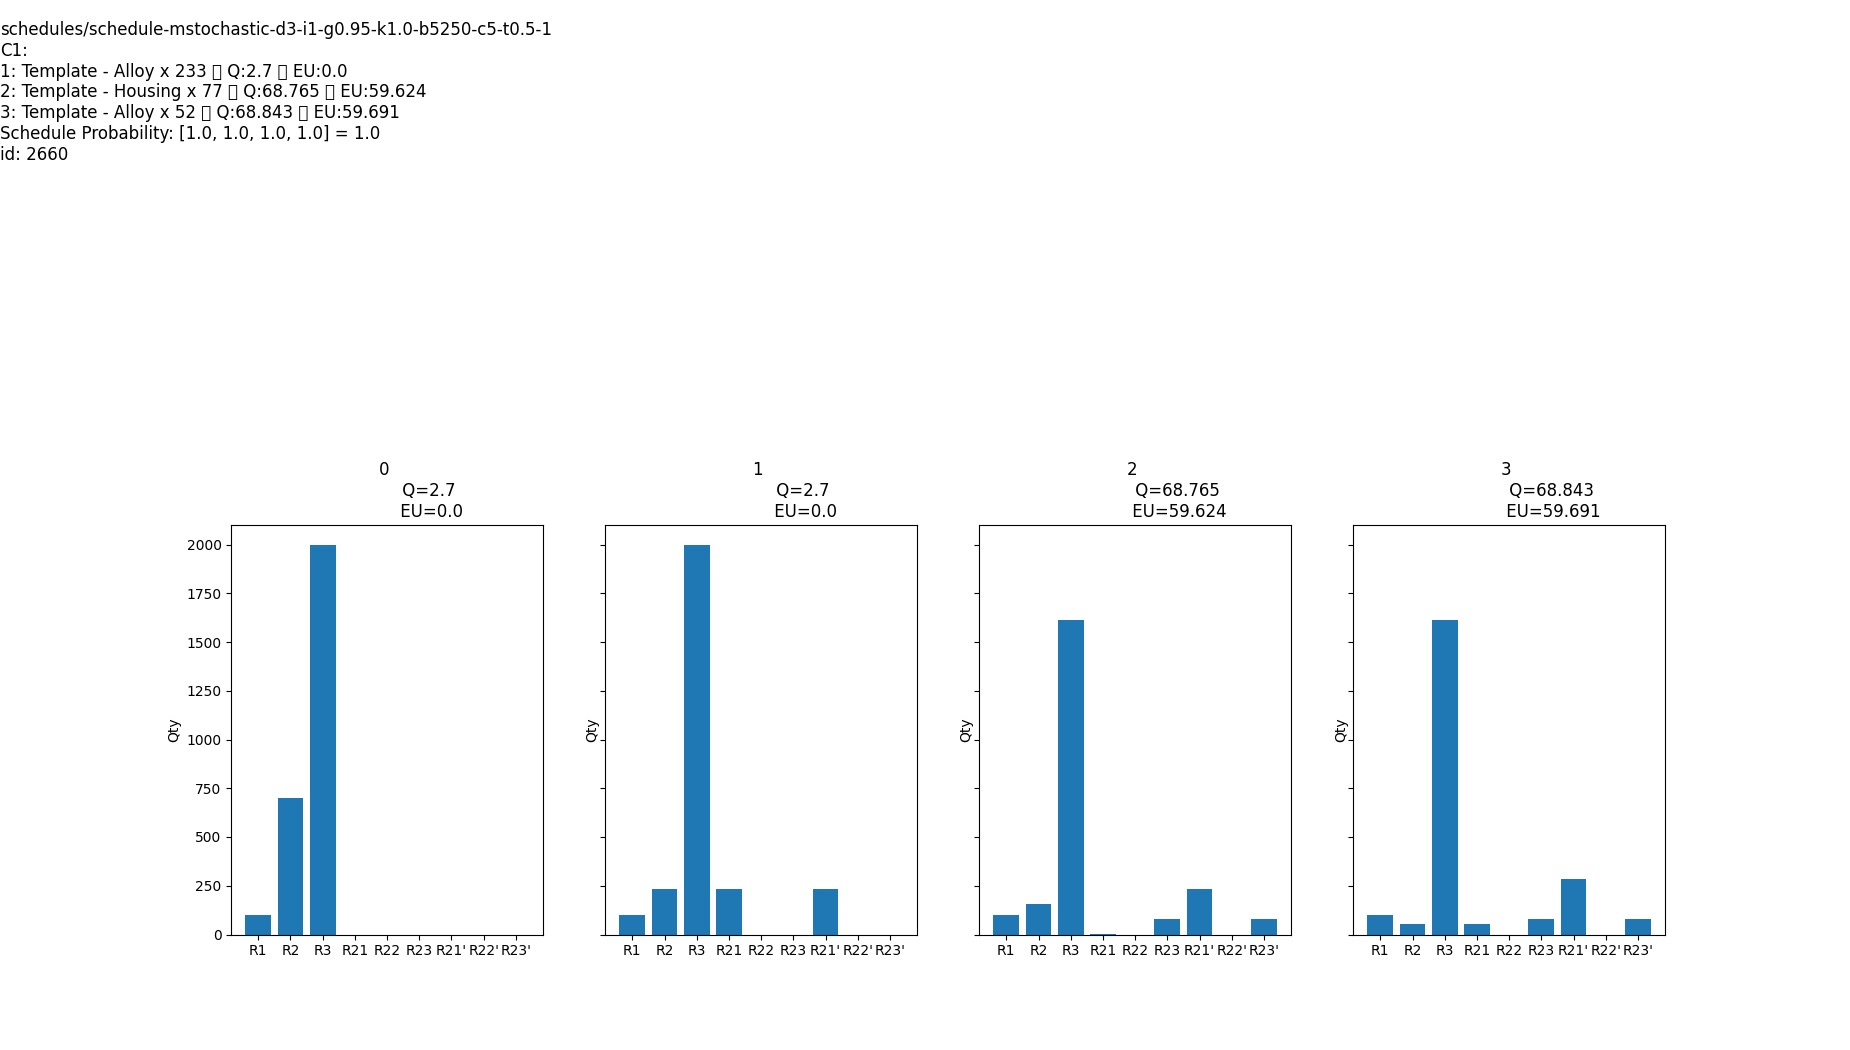 schedules/schedule-mstochastic-d3-i1-g0.95-k1.0-b5250-c5-t0.5-1
C1:
1: Template - Alloy x 233 ▯ Q:2.7 ▯ EU:0.0
2: Template - Housing x 77 ▯ Q:68.765 ▯ EU:59.624
3: Template - Alloy x 52 ▯ Q:68.843 ▯ EU:59.691
Schedule Probability: [1.0, 1.0, 1.0, 1.0] = 1.0
id: 2660
0
Q=2.7
EU=0.0
1
Q=2.7
EU=0.0
2
Q=68.765
EU=59.624
3
Q=68.843
EU=59.691
2000
1750
1500
1250
1000
750
500
250
0
Qty
R1 R2 R3 R21 R22 R23 R21' R22' R23'
Qty
R1 R2 R3 R21 R22 R23 R21' R22' R23'
Qty
R1 R2 R3 R21 R22 R23 R21' R22' R23'
Qty
R1 R2 R3 R21 R22 R23 R21' R22' R23'